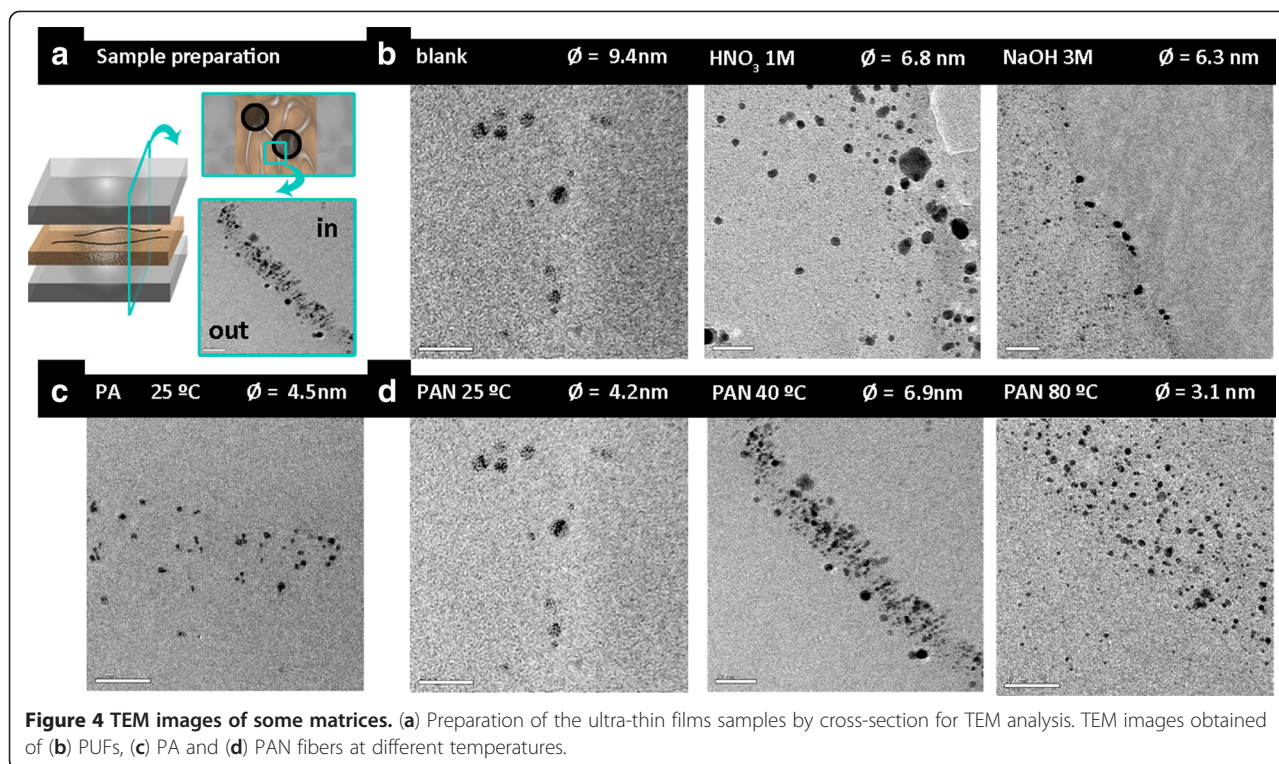 a Sample preparation
b blank Ø = 9.4nm HNO₃ 1M Ø = 6.8 nm NaOH 3M Ø = 6.3 nm
in
out
c PA 25 ºC Ø = 4.5nm
d PAN 25 ºC Ø = 4.2nm PAN 40 ºC Ø = 6.9nm PAN 80 ºC Ø = 3.1 nm
Figure 4 TEM images of some matrices. (a) Preparation of the ultra-thin films samples by cross-section for TEM analysis. TEM images obtained
of (b) PUFs, (c) PA and (d) PAN fibers at different temperatures.